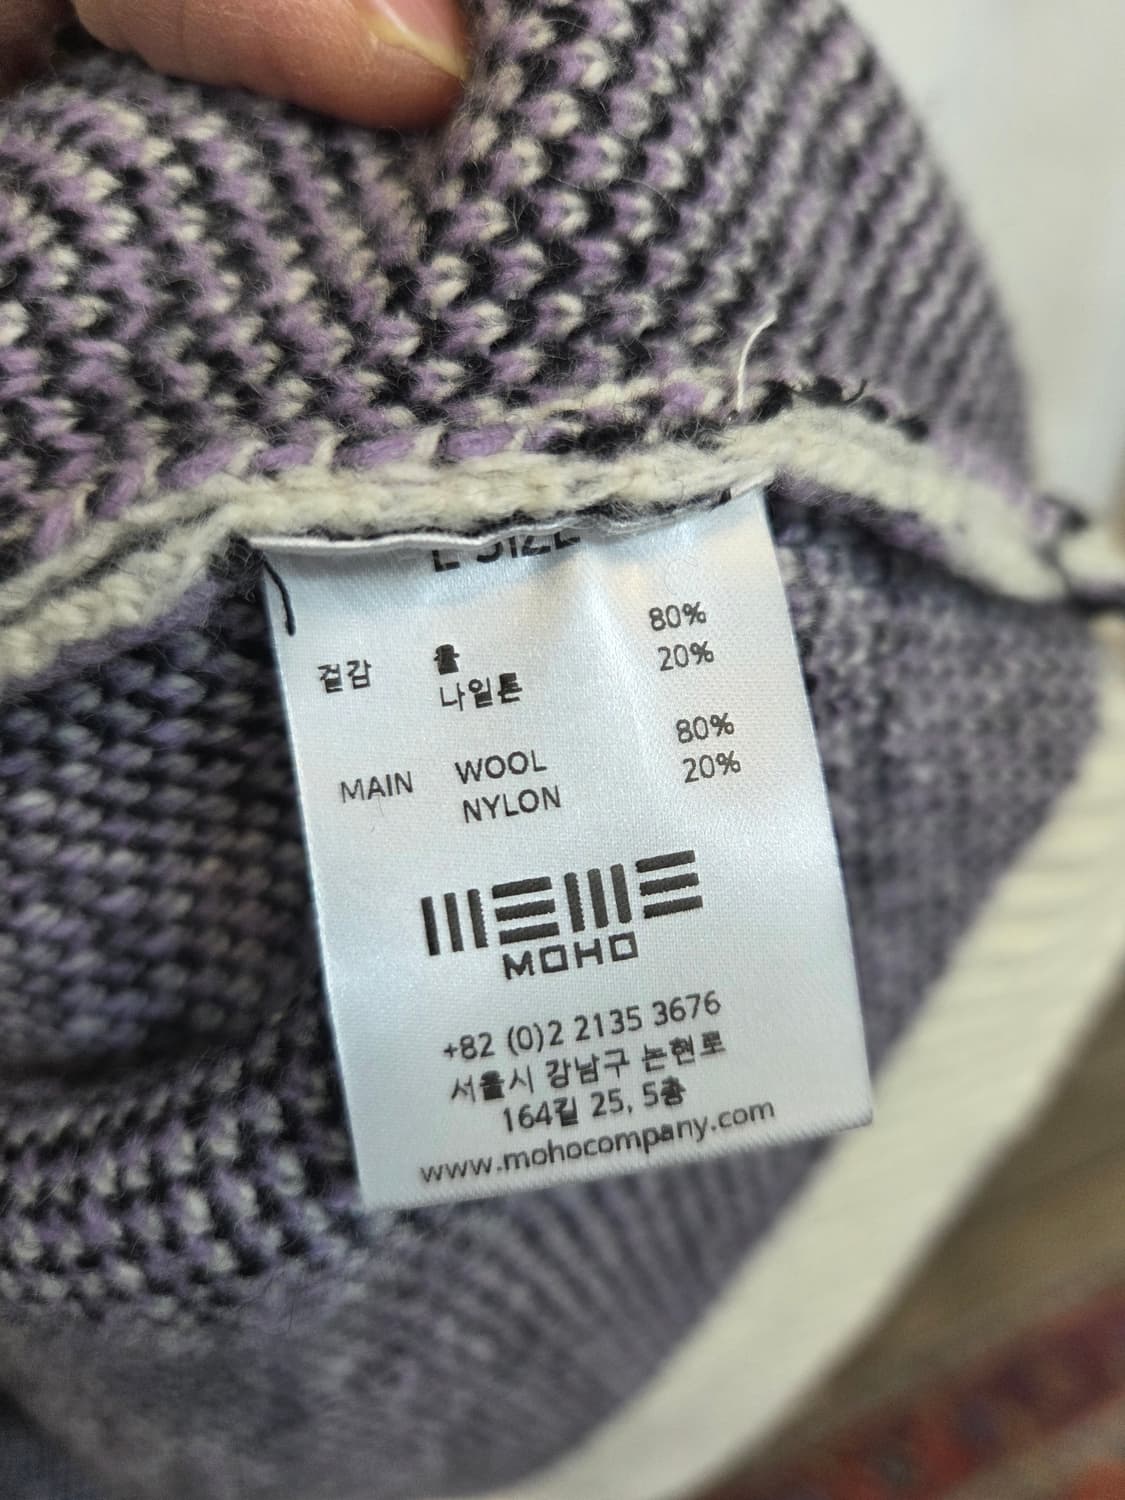 L SIZE
겉감 울 80%
나일론 20%
MAIN WOOL 80%
NYLON 20%
MEME
MOHO
+82 (0)2 2135 3676
서울시 강남구 논현로
164길 25, 5층
www.mohocompany.com